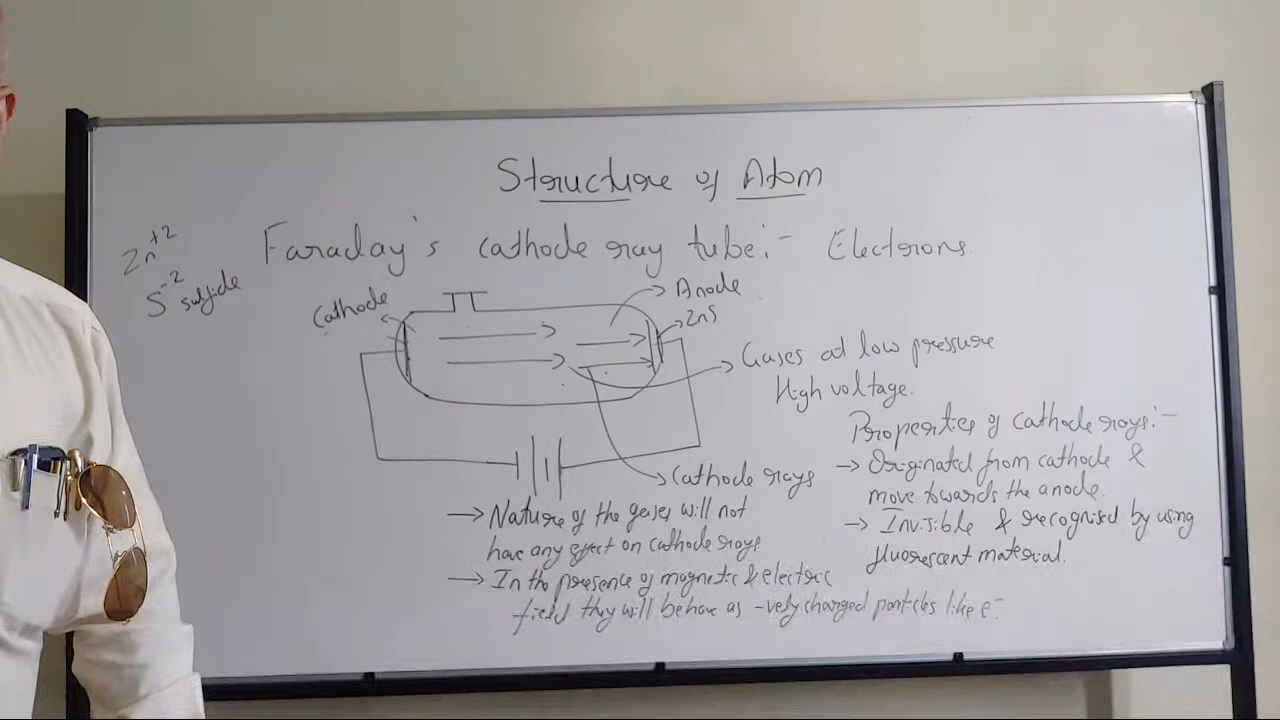 Structure of Atom
Zn+2
S-2 sulfide
Faraday's cathode ray tube:- Electrons
Cathode
Anode
ZnS
Gases at low pressure
High voltage.
Cathode rays
Properties of cathode rays:-
→ Originated from cathode &
move towards the anode.
→ Invisible & recognised by using
fluorescent material.
→ Nature of the gases will not
have any effect on cathode rays
→ In the presence of magnetic & electric
field they will behave as -vely charged particles like e-